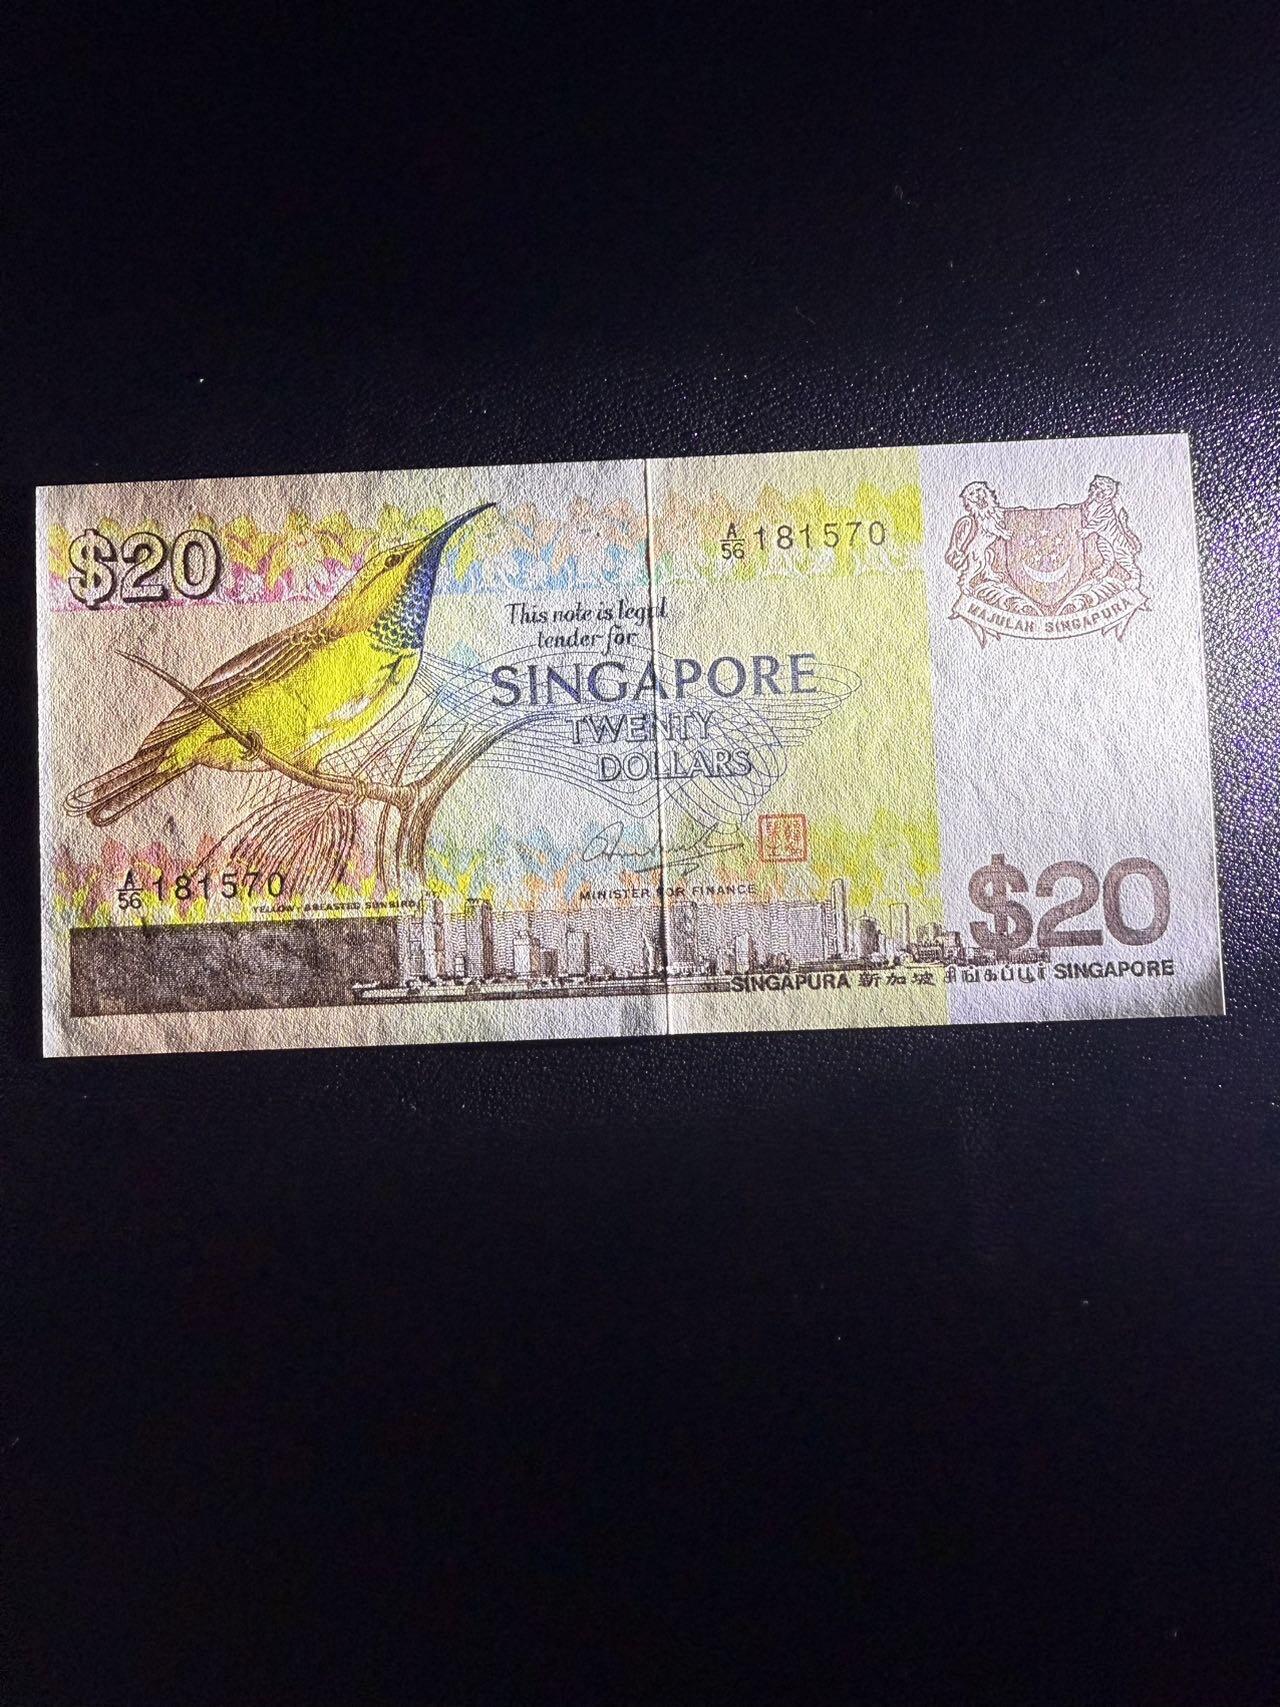 $20
A/56 181570
MAJULAH SINGAPURA
This note is legal
tender for
SINGAPORE
TWENTY
DOLLARS
MINISTER FOR FINANCE
A/56 181570
YELLOW BREASTED SUNBIRD
$20
SINGAPURA 新加坡 சிங்கப்பூர் SINGAPORE